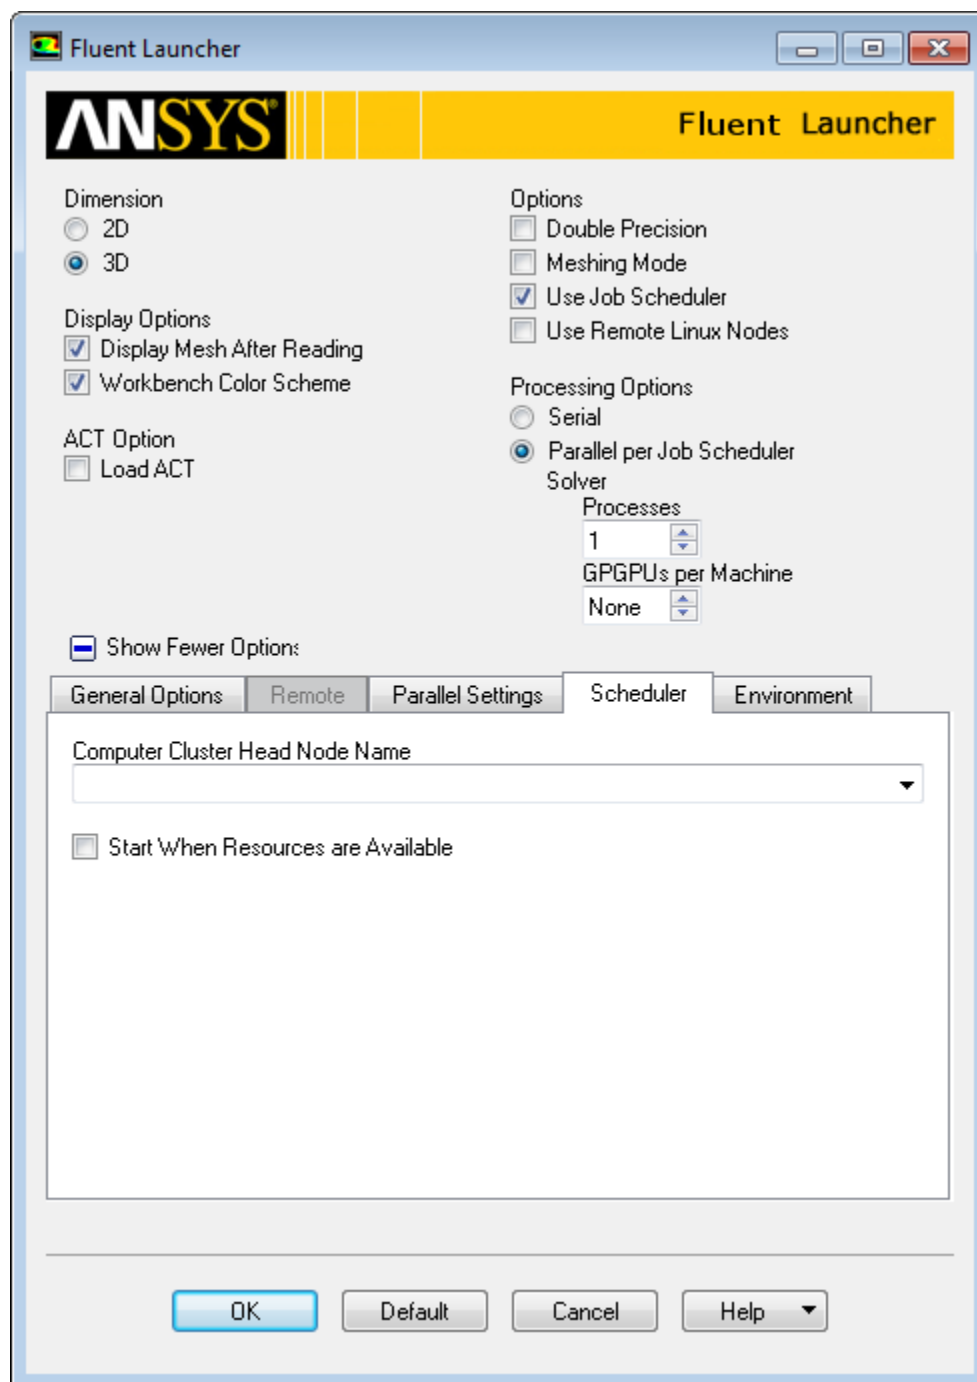 Fluent Launcher
ANSYS®
Fluent Launcher
Dimension
2D
3D
Display Options
Display Mesh After Reading
Workbench Color Scheme
ACT Option
Load ACT
Options
Double Precision
Meshing Mode
Use Job Scheduler
Use Remote Linux Nodes
Processing Options
Serial
Parallel per Job Scheduler
Solver
Processes
1
GPGPUs per Machine
None
Show Fewer Options
General Options Remote Parallel Settings Scheduler Environment
Computer Cluster Head Node Name
Start When Resources are Available
OK Default Cancel Help